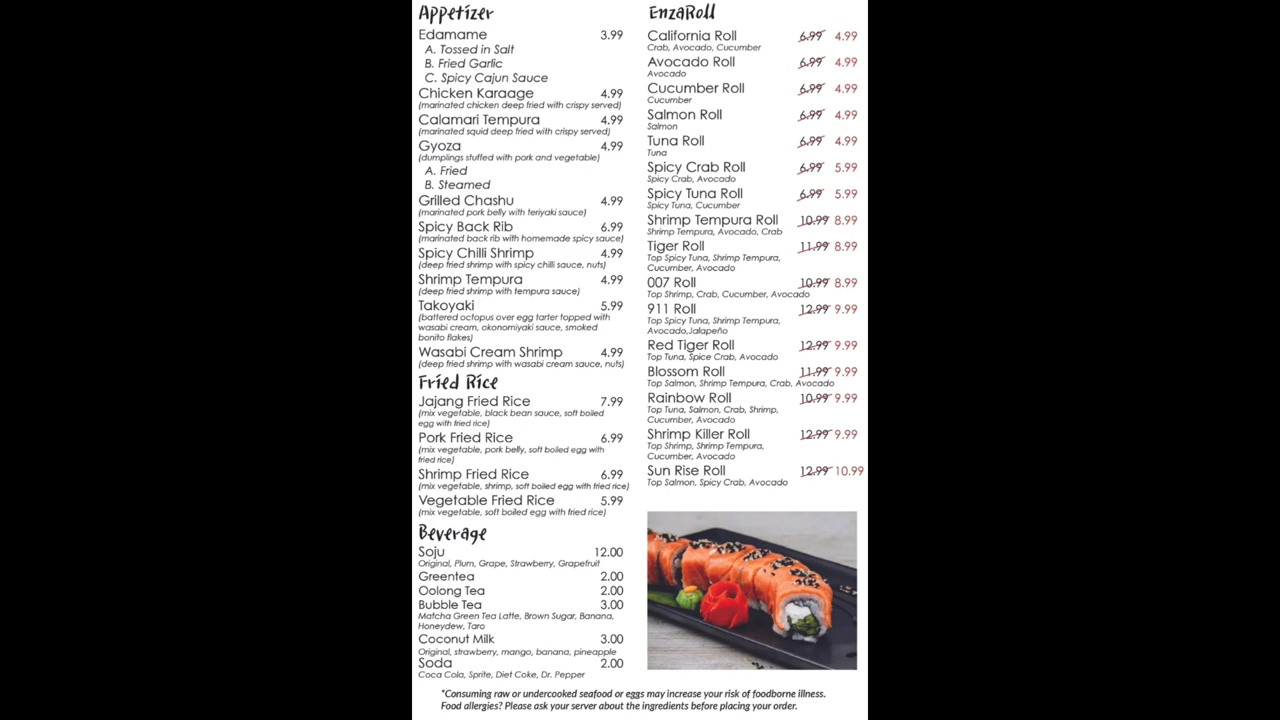 Appetizer
Edamame 3.99
A. Tossed in Salt
B. Fried Garlic
C. Spicy Cajun Sauce
Chicken Karaage 4.99
(marinated chicken deep fried with crispy served)
Calamari Tempura 4.99
(marinated squid deep fried with crispy served)
Gyoza 4.99
(dumplings stuffed with pork and vegetable)
A. Fried
B. Steamed
Grilled Chashu 4.99
(marinated pork belly with teriyaki sauce)
Spicy Back Rib 6.99
(marinated back rib with homemade spicy sauce)
Spicy Chilli Shrimp 4.99
(deep fried shrimp with spicy chilli sauce, nuts)
Shrimp Tempura 4.99
(deep fried shrimp with tempura sauce)
Takoyaki 5.99
(battered octopus over egg tarter topped with
wasabi cream, okonomiyaki sauce, smoked
bonito flakes)
Wasabi Cream Shrimp 4.99
(deep fried shrimp with wasabi cream sauce, nuts)
Fried Rice
Jajang Fried Rice 7.99
(mix vegetable, black bean sauce, soft boiled
egg with fried rice)
Pork Fried Rice 6.99
(mix vegetable, pork belly, soft boiled egg with
fried rice)
Shrimp Fried Rice 6.99
(mix vegetable, shrimp, soft boiled egg with fried rice)
Vegetable Fried Rice 5.99
(mix vegetable, soft boiled egg with fried rice)
Beverage
Soju 12.00
Original, Plum, Grape, Strawberry, Grapefruit
Greentea 2.00
Oolong Tea 2.00
Bubble Tea 3.00
Matcha Green Tea Latte, Brown Sugar, Banana,
Honeydew, Taro
Coconut Milk 3.00
Original, strawberry, mango, banana, pineapple
Soda 2.00
Coca Cola, Sprite, Diet Coke, Dr. Pepper
EnzaRoll
California Roll 6.99 4.99
Crab, Avocado, Cucumber
Avocado Roll 6.99 4.99
Avocado
Cucumber Roll 6.99 4.99
Cucumber
Salmon Roll 6.99 4.99
Salmon
Tuna Roll 6.99 4.99
Tuna
Spicy Crab Roll 6.99 5.99
Spicy Crab, Avocado
Spicy Tuna Roll 6.99 5.99
Spicy Tuna, Cucumber
Shrimp Tempura Roll 10.99 8.99
Shrimp Tempura, Avocado, Crab
Tiger Roll 11.99 8.99
Top Spicy Tuna, Shrimp Tempura,
Cucumber, Avocado
007 Roll 10.99 8.99
Top Shrimp, Crab, Cucumber, Avocado
911 Roll 12.99 9.99
Top Spicy Tuna, Shrimp Tempura,
Avocado,Jalapeño
Red Tiger Roll 12.99 9.99
Top Tuna, Spice Crab, Avocado
Blossom Roll 11.99 9.99
Top Salmon, Shrimp Tempura, Crab, Avocado
Rainbow Roll 10.99 9.99
Top Tuna, Salmon, Crab, Shrimp,
Cucumber, Avocado
Shrimp Killer Roll 12.99 9.99
Top Shrimp, Shrimp Tempura,
Cucumber, Avocado
Sun Rise Roll 12.99 10.99
Top Salmon, Spicy Crab, Avocado
*Consuming raw or undercooked seafood or eggs may increase your risk of foodborne illness.
Food allergies? Please ask your server about the ingredients before placing your order.